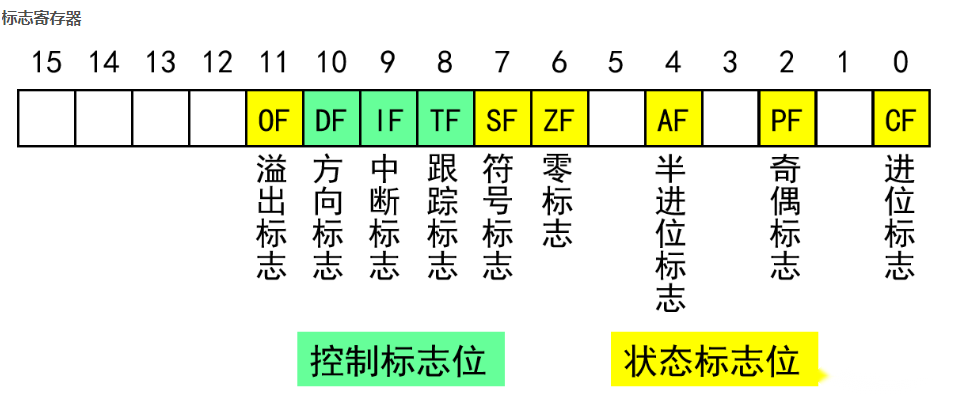 标志寄存器
15 14 13 12 11 10 9 8 7 6 5 4 3 2 1 0
OF DF IF TF SF ZF AF PF CF
溢出标志 方向标志 中断标志 跟踪标志 符号标志 零标志 半进位标志 奇偶标志 进位标志
控制标志位 状态标志位